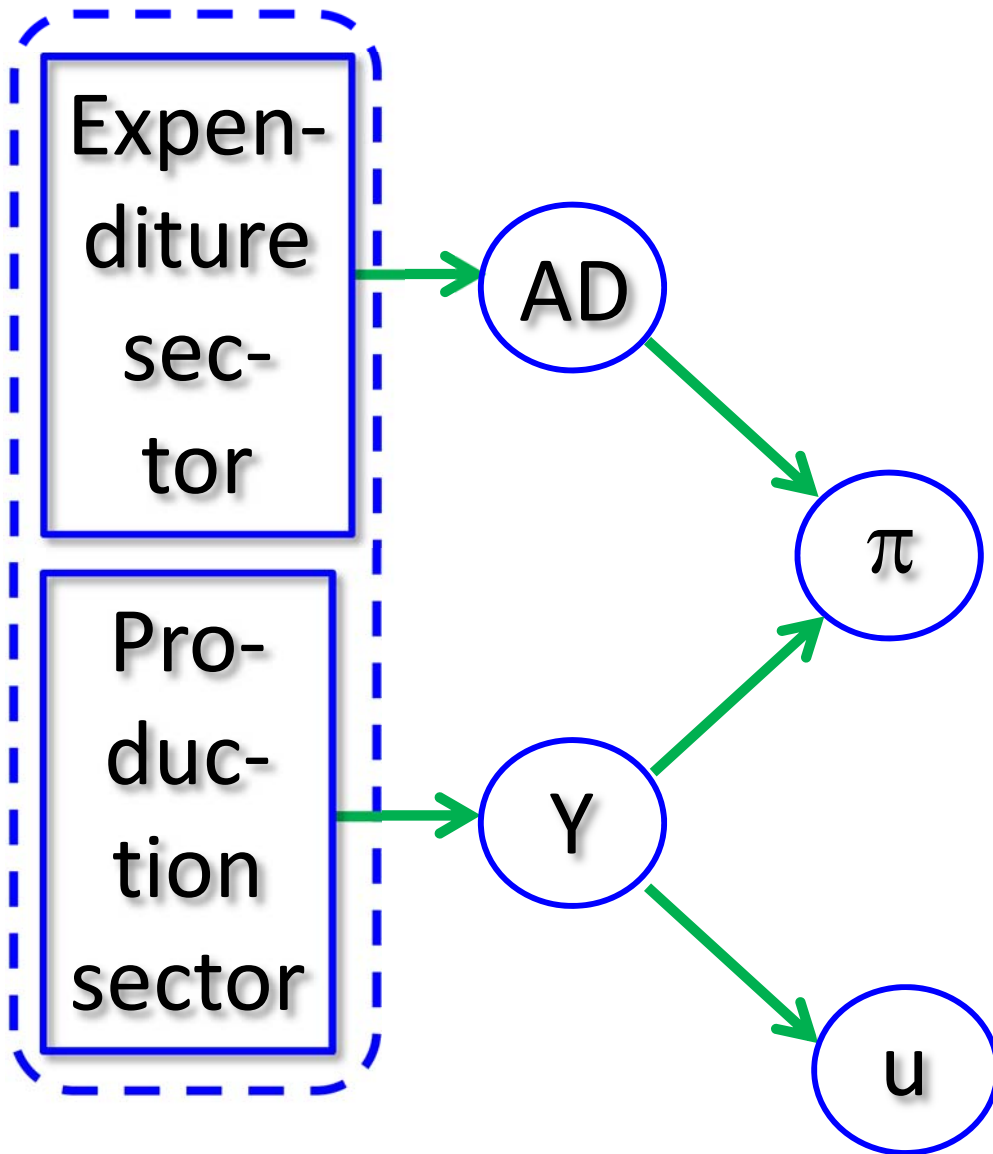 Expen-
diture
sec-
tor
AD
π
Pro-
duc-
tion
sector
Y
u